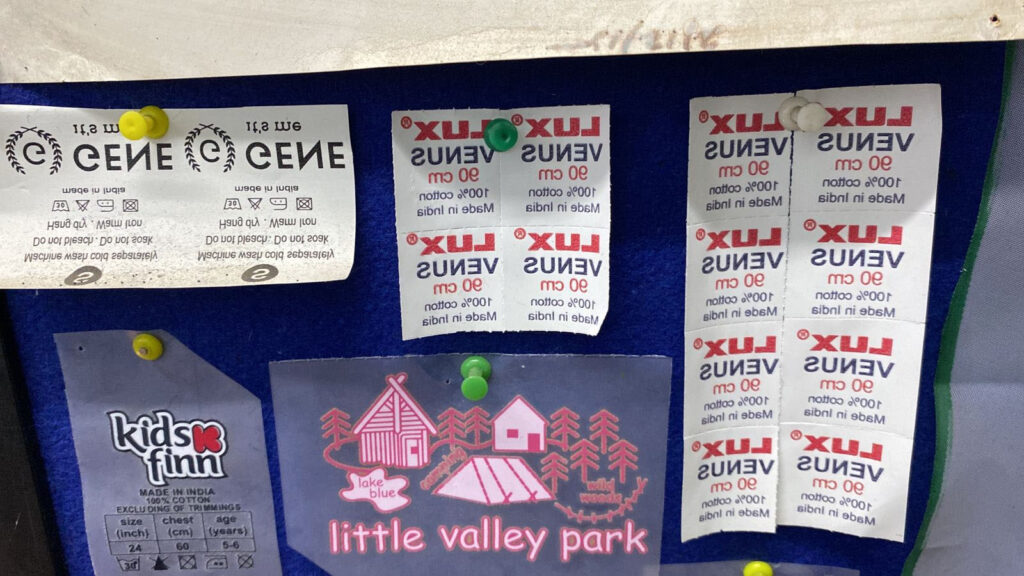 It's me
G GENE
made in India
30
Hang dry . Warm Iron
Do not bleach . Do not soak
Machine wash cold separately
G
It's me
G GENE
made in India
30
Hang dry . Warm Iron
Do not bleach . Do not soak
Machine wash cold separately
G
LUX®
VENUS
90 cm
100% cotton
Made in India
LUX®
VENUS
90 cm
100% cotton
Made in India
LUX®
VENUS
90 cm
100% cotton
Made in India
LUX®
VENUS
90 cm
100% cotton
Made in India
LUX®
VENUS
90 cm
100% cotton
Made in India
LUX
VENUS
90 cm
100% cotton
Made in India
LUX®
VENUS
90 cm
100% cotton
Made in India
LUX®
VENUS
90 cm
100% cotton
Made in India
LUX®
VENUS
90 cm
100% cotton
Made in India
LUX®
VENUS
90 cm
100% cotton
Made in India
LUX®
VENUS
90 cm
100% cotton
Made in India
LUX®
VENUS
90 cm
100% cotton
Made in India
kids K
finn
MADE IN INDIA
100% COTTON
EXCLUDING OF TRIMMINGS
size chest age
(inch) (cm) (years)
24 60 5-6
30
lake
blue
wild
woods
little valley park